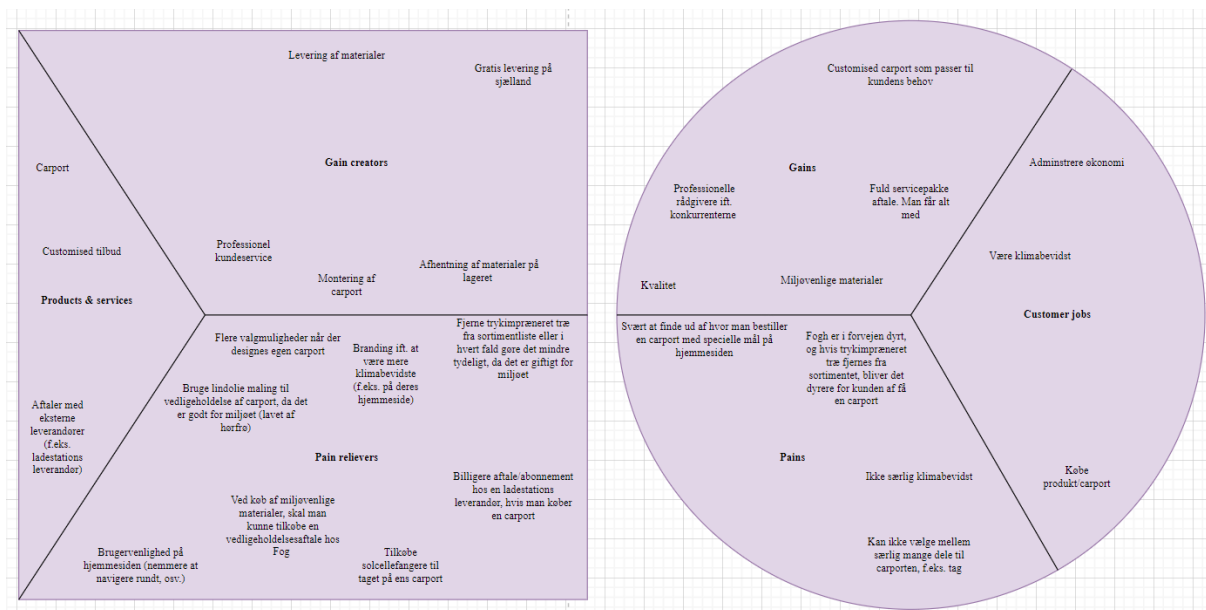 Levering af materialer
Gratis levering på
sjælland
Gain creators
Carport
Customised tilbud
Products & services
Professionel
kundeservice
Montering af
carport
Afhentning af materialer på
lageret
Aftaler med
eksterne
leverandører
(f.eks.
ladestations
leverandør)
Flere valgmuligheder når der
designes egen carport
Branding ift. at
være mere
klimabevidste
(f.eks. på deres
hjemmeside)
Fjerne trykimpræneret træ
fra sortimentliste eller i
hvert fald gøre det mindre
tydeligt, da det er giftigt for
miljøet
Bruge lindolie maling til
vedligeholdelse af carport, da det
er godt for miljøet (lavet af
hørfrø)
Pain relievers
Billigere aftale/abonnement
hos en ladestations
leverandør, hvis man køber
en carport
Ved køb af miljøvenlige
materialer, skal man
kunne tilkøbe en
vedligeholdelsesaftale hos
Fog
Brugervenlighed på
hjemmesiden (nemmere at
navigere rundt, osv.)
Tilkøbe
solcellefangere til
taget på ens carport
Customised carport som passer til
kundens behov
Gains
Professionelle
rådgivere ift.
konkurrenterne
Fuld servicepakke
aftale. Man får alt
med
Kvalitet
Miljøvenlige materialer
Adminstrere økonomi
Være klimabevidst
Customer jobs
Købe
produkt/carport
Svært at finde ud af hvor man bestiller
en carport med specielle mål på
hjemmesiden
Fogh er i forvejen dyrt,
og hvis trykimpræneret
træ fjernes fra
sortimentet, bliver det
dyrere for kunden af få
en carport
Pains
Ikke særlig klimabevidst
Kan ikke vælge mellem
særlig mange dele til
carporten, f.eks. tag